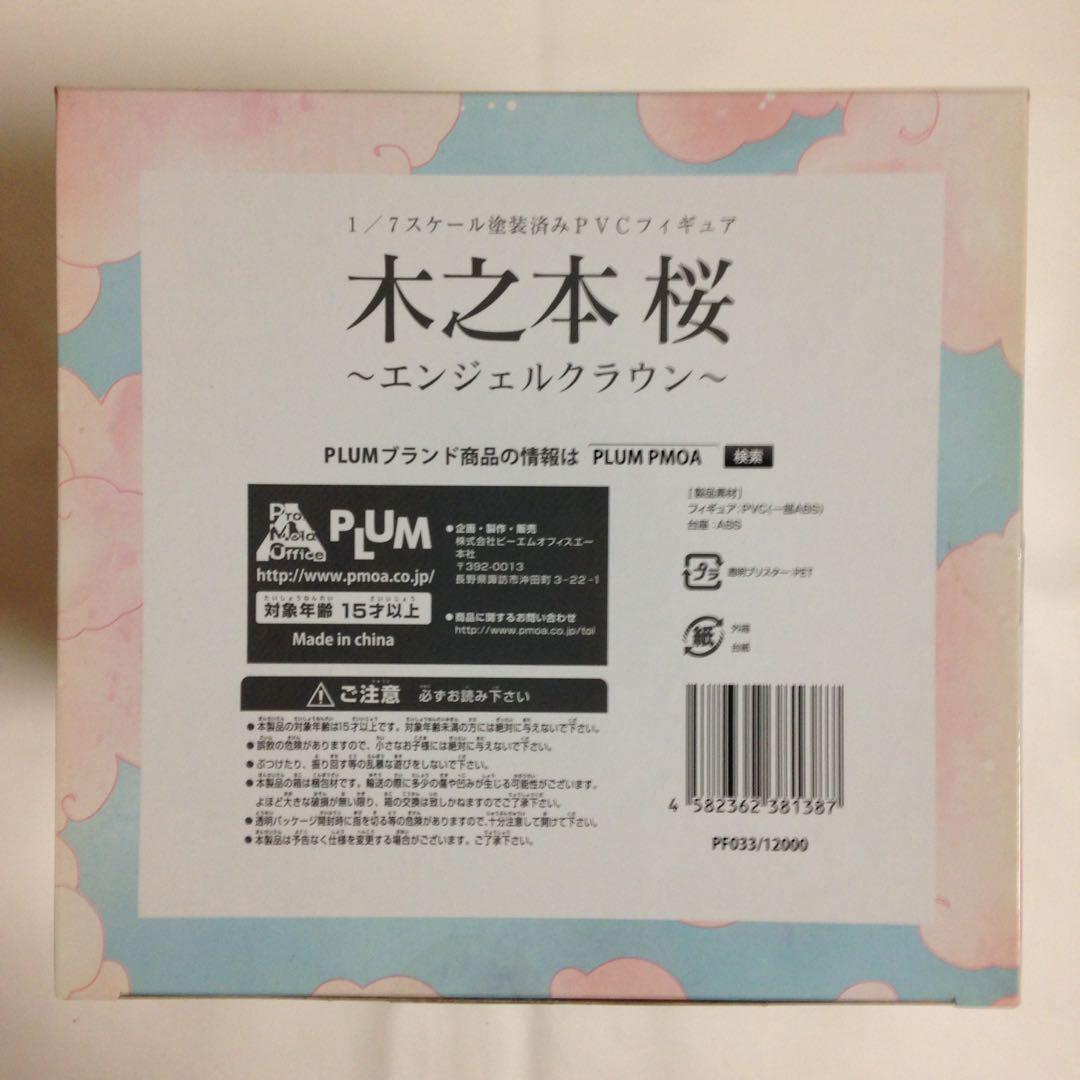 1／7スケール塗装済みPVCフィギュア
木之本 桜
～エンジェルクラウン～
PLUMブランド商品の情報は PLUM PMOA 検索
Pro Mola Office PLUM
http://www.pmoa.co.jp/
たいしょうねんれい さいいじょう
対象年齢 15才以上
Made in china
●企画・製作・販売
株式会社ピーエムオフィスエー
本社
〒392-0013
長野県諏訪市沖田町3-22-1
●商品に関するお問い合わせ
http://www.pmoa.co.jp/toi
[製品素材]
フィギュア：PVC(一部ABS)
台座：ABS
プラ 透明ブリスター：PET
紙 外箱
台紙
ご注意 必ずお読み下さい
●本製品の対象年齢は15才以上です。対象年齢未満の方には絶対に与えないで下さい。
●誤飲の危険がありますので、小さなお子様には絶対に与えないで下さい。
●ぶつけたり、振り回す等の乱暴な遊びをしないで下さい。
●本製品の箱は梱包材です。輸送の際に多少の傷や凹みが生じる可能性がございます。
よほど大きな破損が無い限り、箱の交換は致しかねますのでご了承下さい。
●透明パッケージ開封時に指を切る等の危険がありますので、十分注意して開けて下さい。
●本製品は予告なく仕様を変更する場合がございます。ご了承下さい。
4 582362 381387
PF033/12000